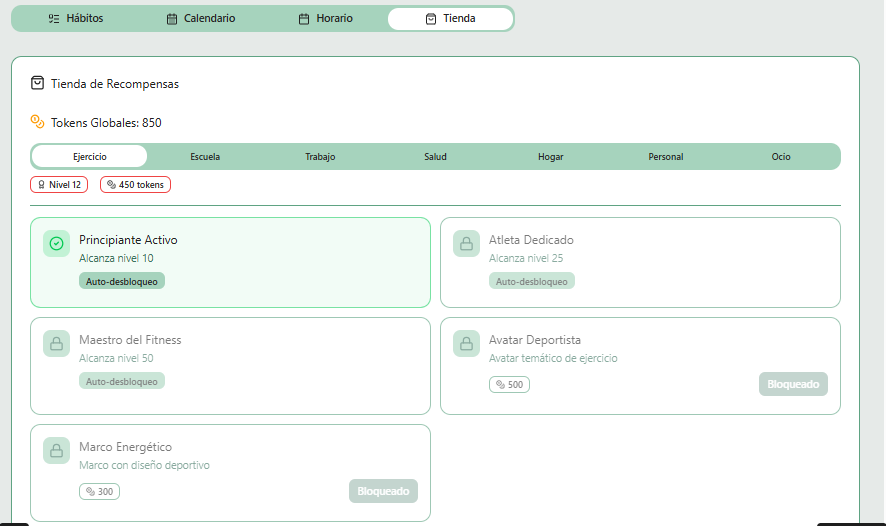 Hábitos
Calendario
Horario
Tienda
Tienda de Recompensas
Tokens Globales: 850
Ejercicio
Escuela
Trabajo
Salud
Hogar
Personal
Ocio
Nivel 12
450 tokens
Principiante Activo
Alcanza nivel 10
Auto-desbloqueo
Atleta Dedicado
Alcanza nivel 25
Auto-desbloqueo
Maestro del Fitness
Alcanza nivel 50
Auto-desbloqueo
Avatar Deportista
Avatar temático de ejercicio
500
Bloqueado
Marco Energético
Marco con diseño deportivo
300
Bloqueado